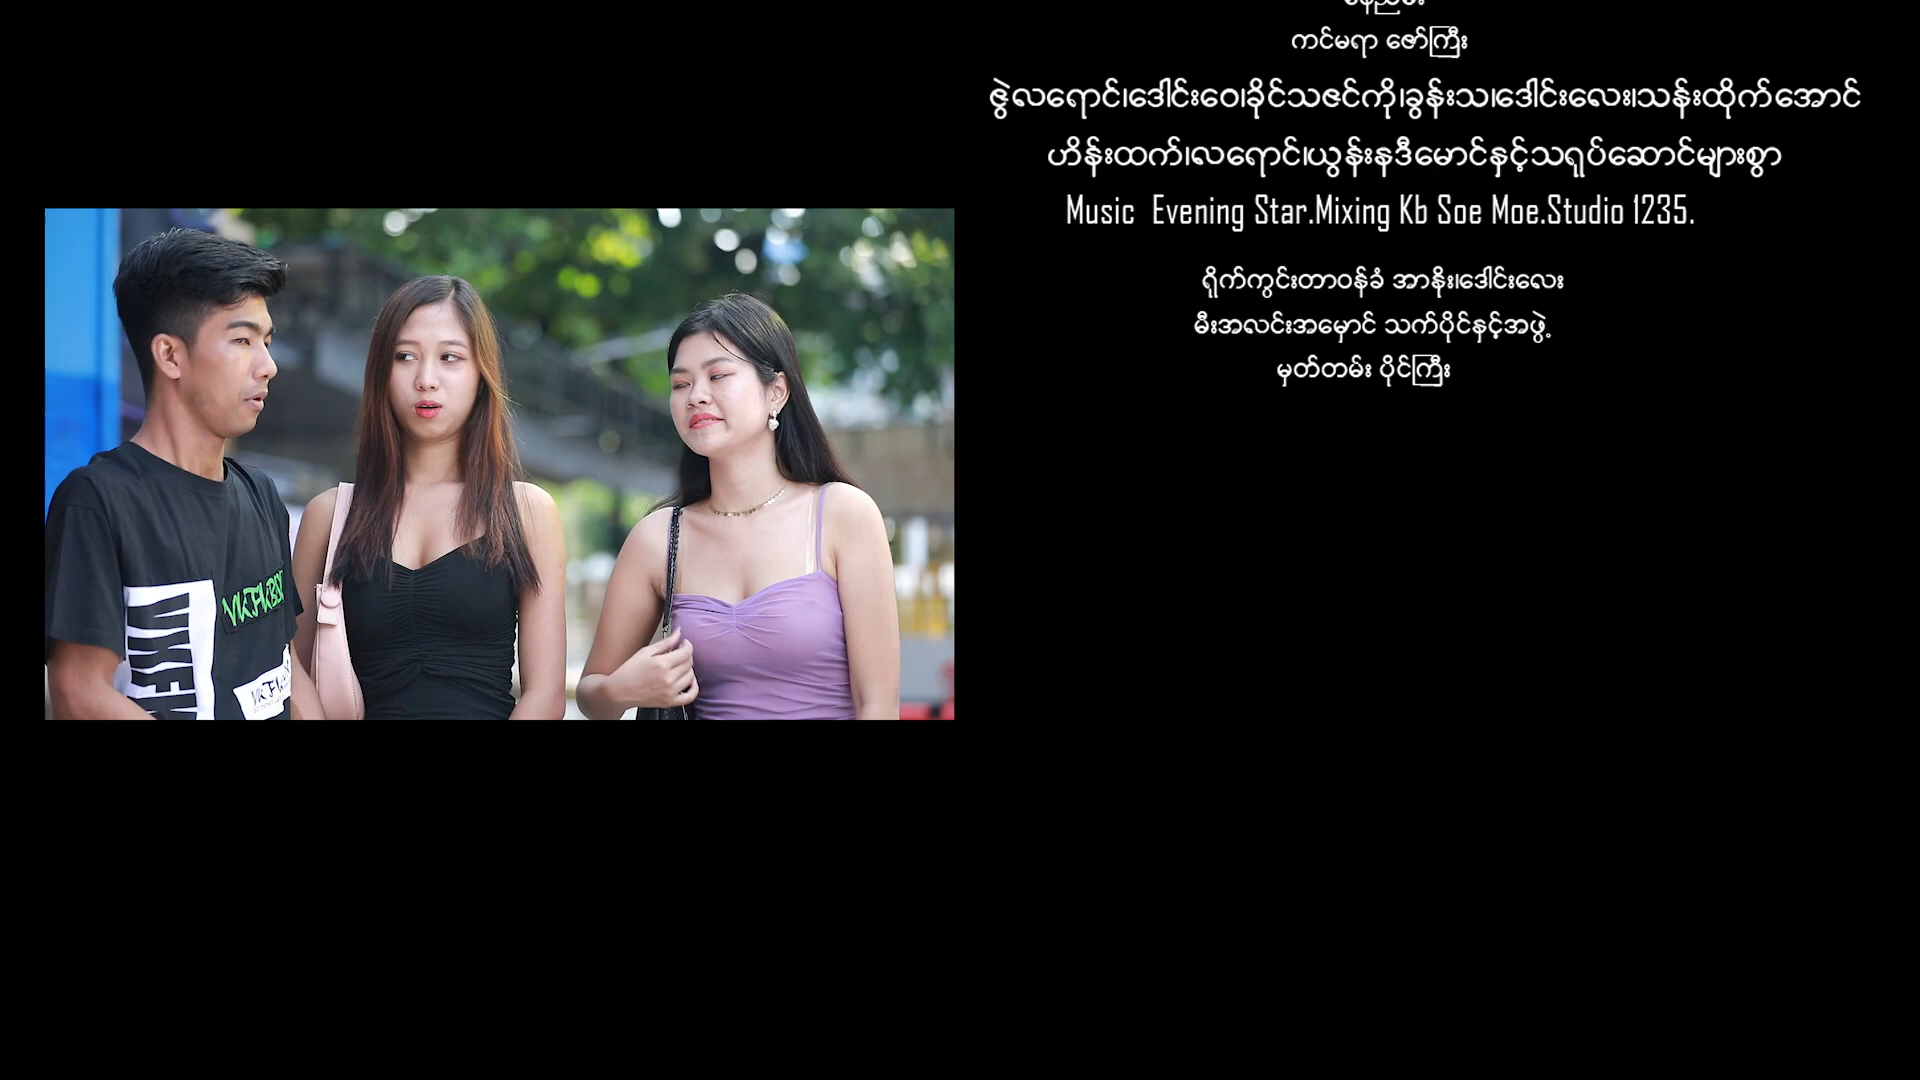 ကင်မရာ ဇော်ကြီး
ဇွဲလရောင်၊ဒေါင်းဝေ၊ခိုင်သဇင်ကို၊ခွန်းသ၊ဒေါင်းလေး၊သန်းထိုက်အောင်
ဟိန်းထက်၊လရောင်၊ယွန်းနဒီမောင်နှင့်သရုပ်ဆောင်များစွာ
Music Evening Star.Mixing Kb Soe Moe.Studio 1235.
ရိုက်ကွင်းတာဝန်ခံ အာနိုး၊ဒေါင်းလေး
မီးအလင်းအမှောင် သက်ပိုင်နှင့်အဖွဲ့
မှတ်တမ်း ပိုင်ကြီး